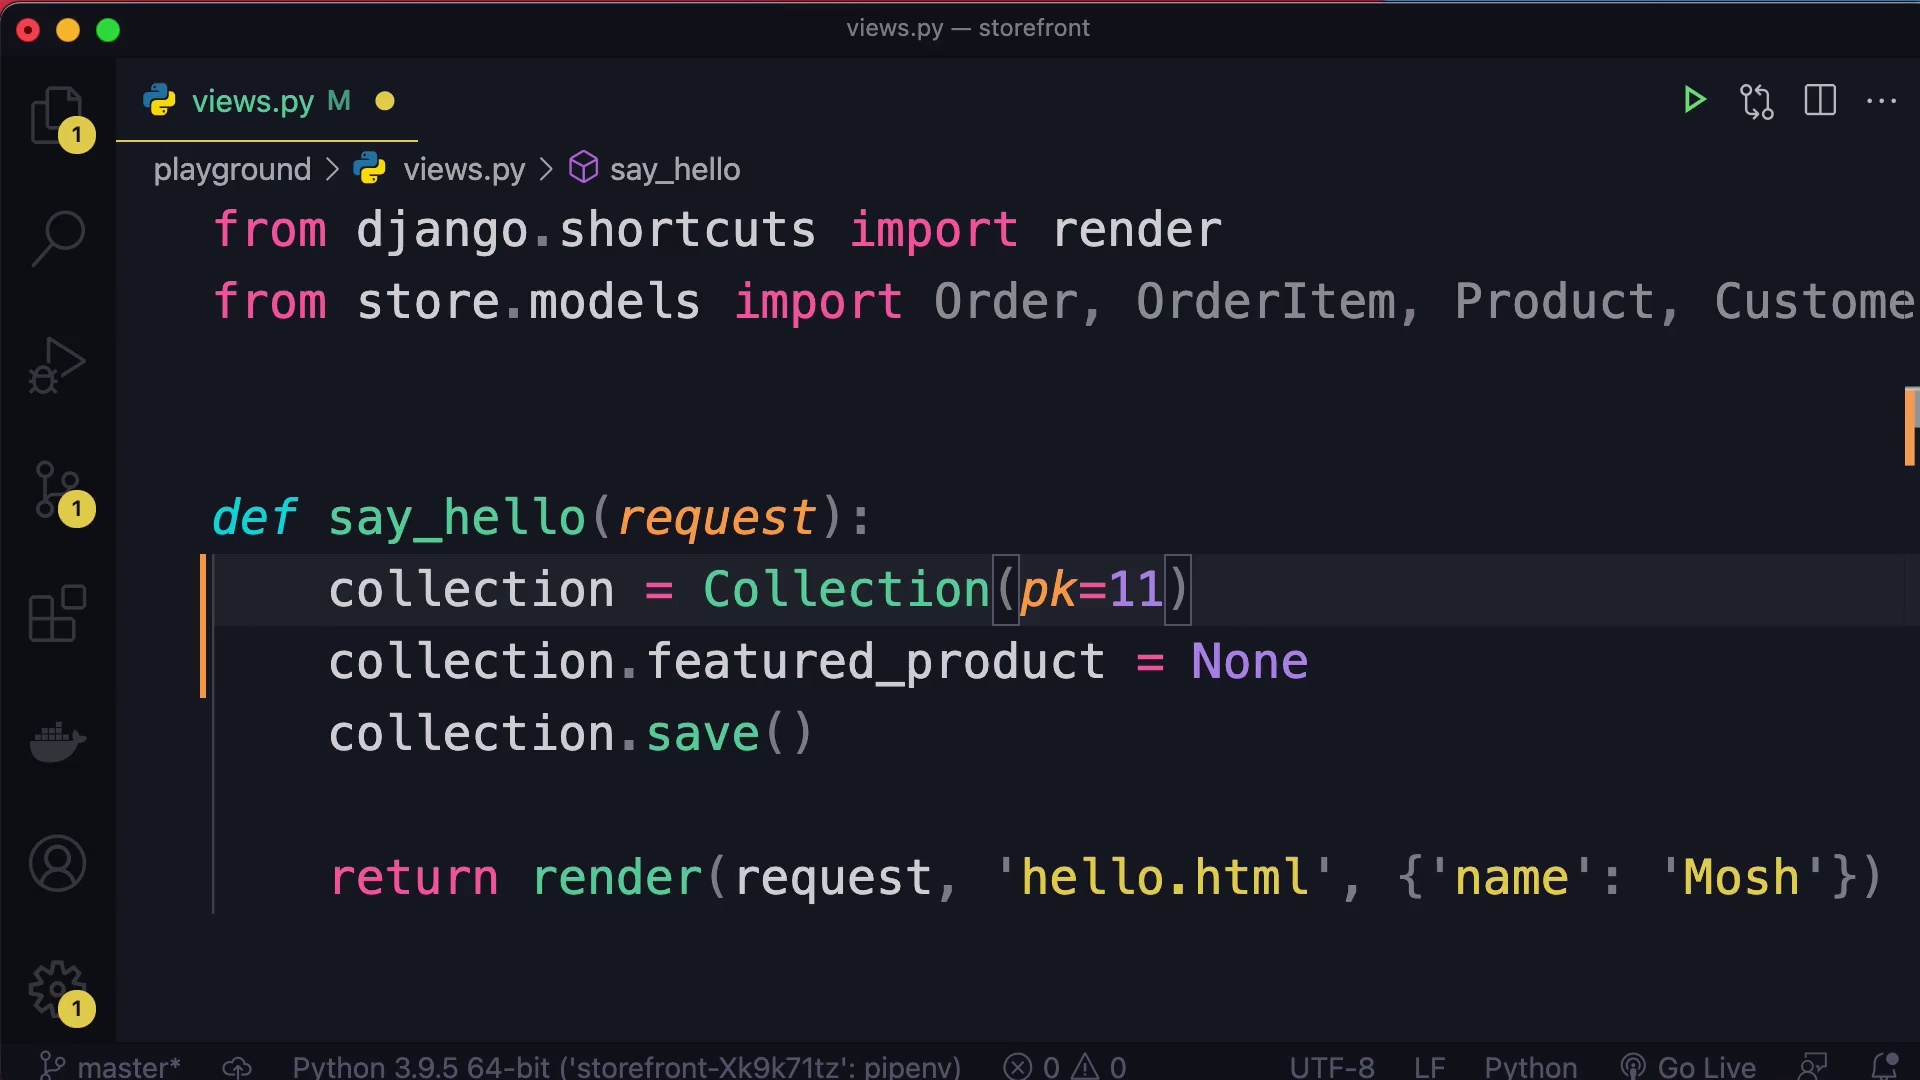 views.py — storefront
views.py M
1
playground > views.py > say_hello
from django.shortcuts import render
from store.models import Order, OrderItem, Product, Custome
def say_hello(request):
1
collection = Collection(pk=11)
collection.featured_product = None
collection.save()
return render(request, 'hello.html', {'name': 'Mosh'})
1
master* Python 3.9.5 64-bit ('storefront-Xk9k71tz': pipenv) 0 0 UTF-8 LF Python Go Live